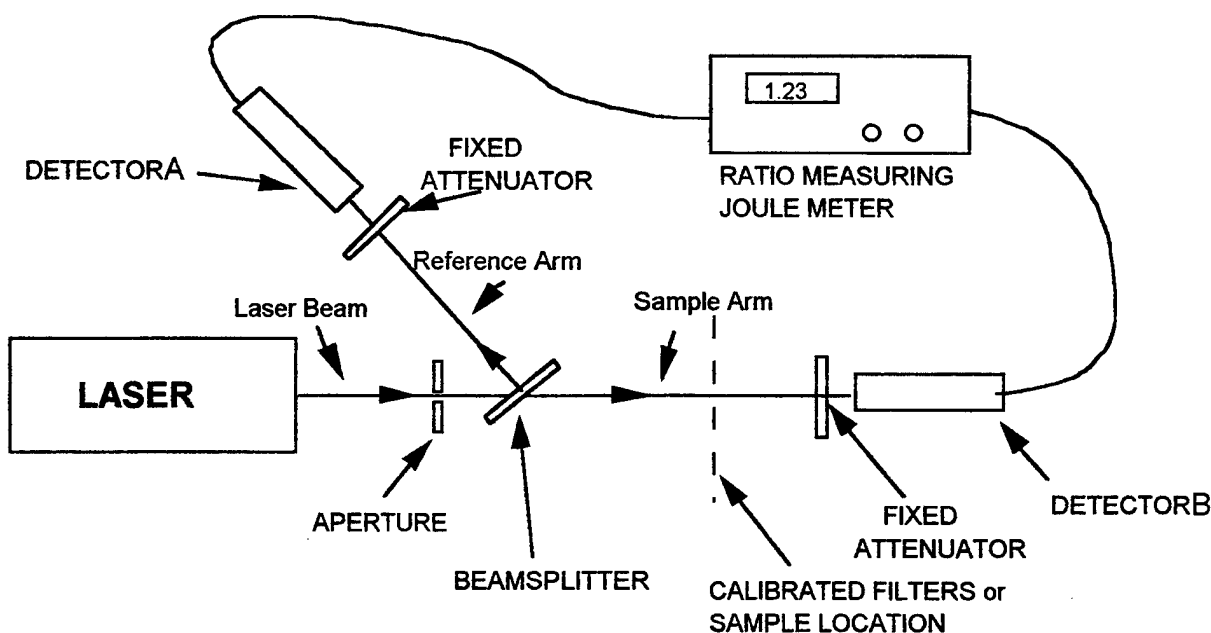 1.23
DETECTORA
FIXED
ATTENUATOR
RATIO MEASURING
JOULE METER
Reference Arm
Laser Beam
Sample Arm
LASER
APERTURE
BEAMSPLITTER
FIXED
ATTENUATOR
DETECTORB
CALIBRATED FILTERS or
SAMPLE LOCATION